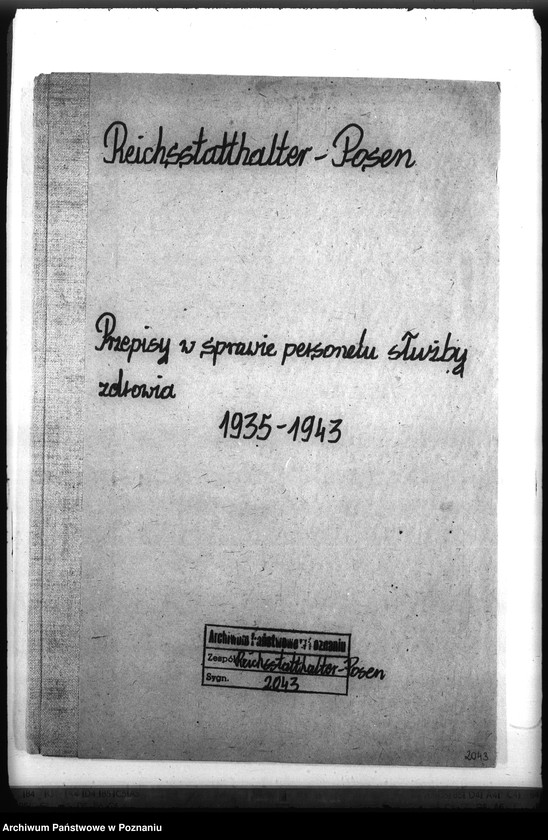 Reichsstatthalter - Posen
Przepisy w sprawie personelu służby
zdrowia
1935-1943
Archiwum Państwowe w Poznaniu
Zespół Reichsstatthalter-Posen
Sygn. 2043
2043
Archiwum Państwowe w Poznaniu